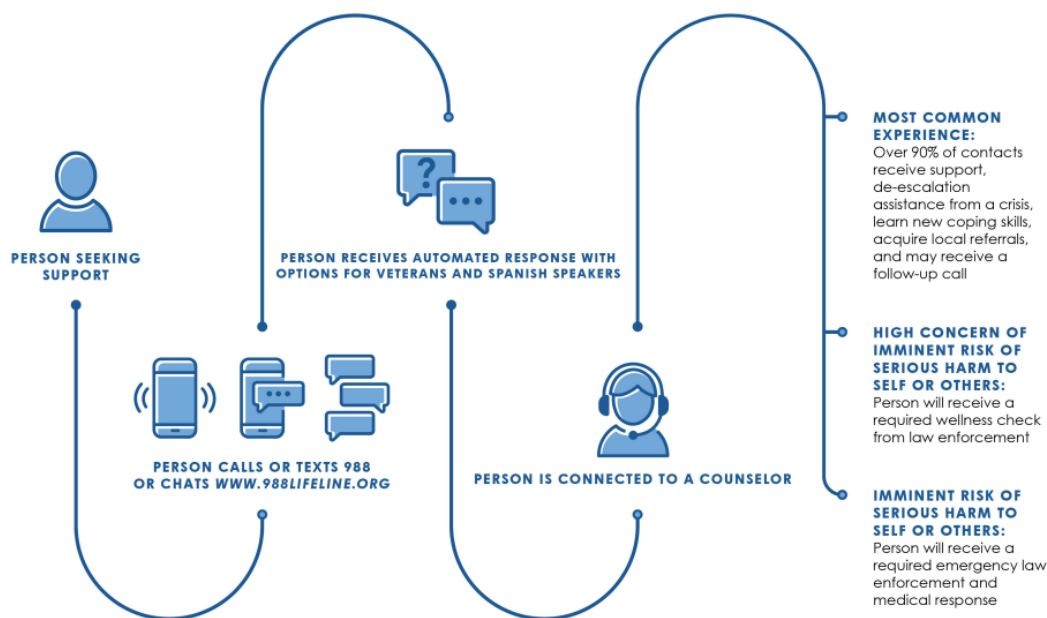 PERSON SEEKING
SUPPORT
PERSON CALLS OR TEXTS 988
OR CHATS WWW.988LIFELINE.ORG
?
PERSON RECEIVES AUTOMATED RESPONSE WITH
OPTIONS FOR VETERANS AND SPANISH SPEAKERS
PERSON IS CONNECTED TO A COUNSELOR
MOST COMMON
EXPERIENCE:
Over 90% of contacts
receive support,
de-escalation
assistance from a crisis,
learn new coping skills,
acquire local referrals,
and may receive a
follow-up call
HIGH CONCERN OF
IMMINENT RISK OF
SERIOUS HARM TO
SELF OR OTHERS:
Person will receive a
required wellness check
from law enforcement
IMMINENT RISK OF
SERIOUS HARM TO
SELF OR OTHERS:
Person will receive a
required emergency law
enforcement and
medical response